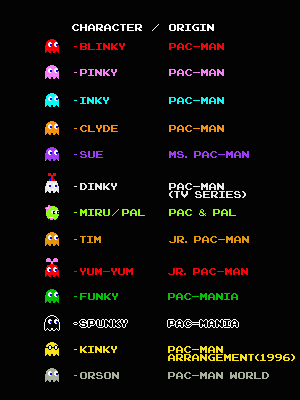 CHARACTER / ORIGIN
-BLINKY PAC-MAN
-PINKY PAC-MAN
-INKY PAC-MAN
-CLYDE PAC-MAN
-SUE MS. PAC-MAN
-DINKY PAC-MAN
(TV SERIES)
-MIRU/PAL PAC & PAL
-TIM JR. PAC-MAN
-YUM-YUM JR. PAC-MAN
-FUNKY PAC-MANIA
-SPUNKY PAC-MANIA
-KINKY PAC-MAN
ARRANGEMENT(1996)
-ORSON PAC-MAN WORLD